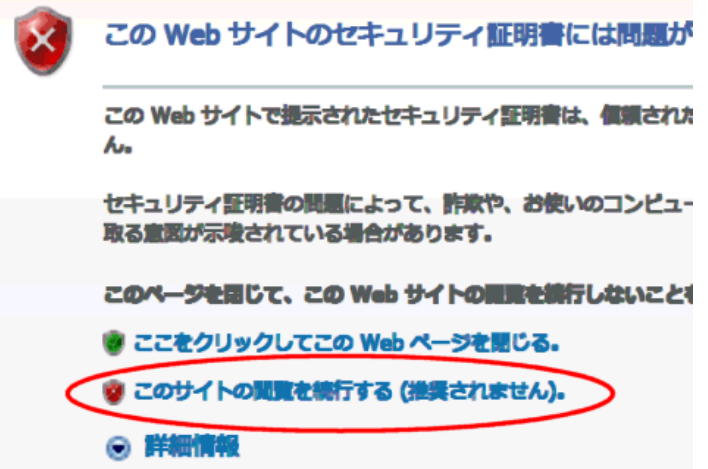 この Web サイトのセキュリティ証明書には問題が
この Web サイトで提示されたセキュリティ証明書は、信頼された
ん。
セキュリティ証明書の問題によって、詐欺や、お使いのコンピュー
取る意図が示唆されている場合があります。
このページを閉じて、この Web サイトの閲覧を続行しないことを
ここをクリックしてこの Web ページを閉じる。
このサイトの閲覧を続行する (推奨されません)。
詳細情報